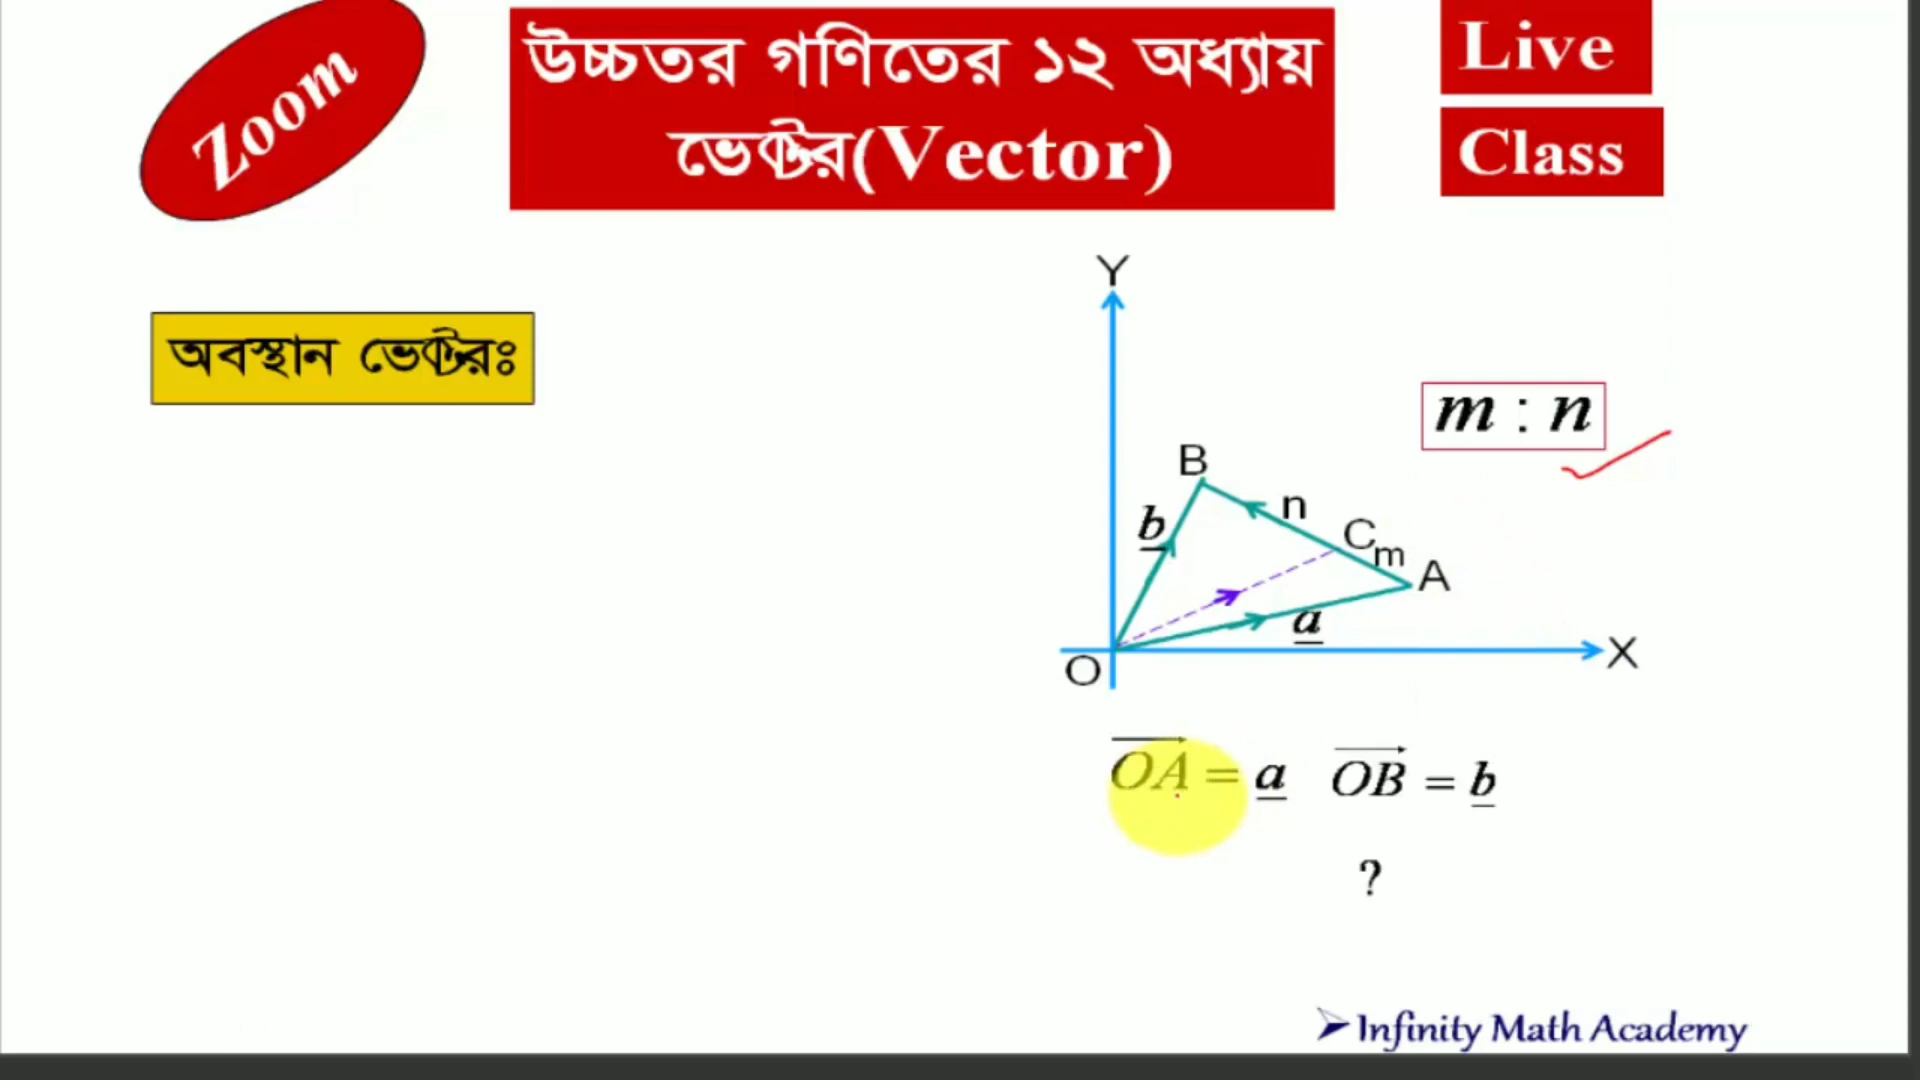 Zoom
উচ্চতর গণিতের ১২ অধ্যায়
ভেক্টর(Vector)
Live
Class
অবস্থান ভেক্টরঃ
Y
m : n
B
n
b
C
m
A
a
O
X
OA = a OB = b
?
Infinity Math Academy